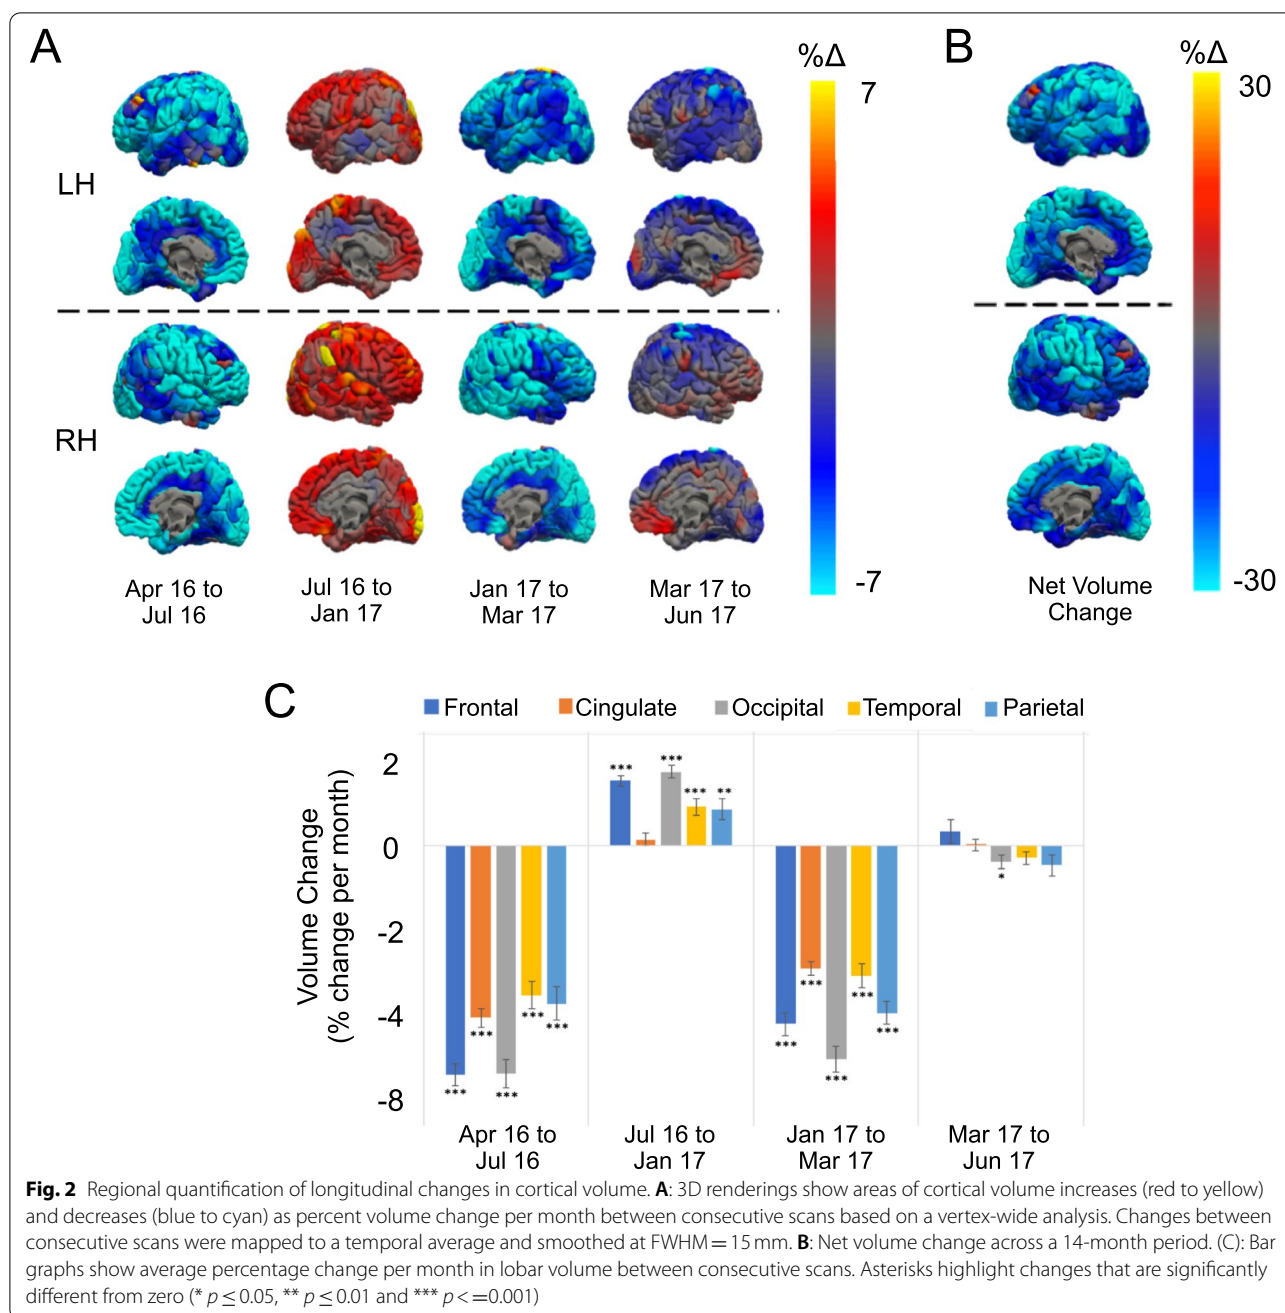 A
B
%Δ
7
%Δ
30
LH
RH
-7
-30
Apr 16 to
Jul 16
Jul 16 to
Jan 17
Jan 17 to
Mar 17
Mar 17 to
Jun 17
Net Volume
Change
C
Frontal Cingulate Occipital Temporal Parietal
Volume Change
(% change per month)
2
0
-2
-4
-8
***
***
***
***
***
***
***
***
**
***
***
***
***
***
*
Apr 16 to
Jul 16
Jul 16 to
Jan 17
Jan 17 to
Mar 17
Mar 17 to
Jun 17
Fig. 2 Regional quantification of longitudinal changes in cortical volume. A: 3D renderings show areas of cortical volume increases (red to yellow)
and decreases (blue to cyan) as percent volume change per month between consecutive scans based on a vertex-wide analysis. Changes between
consecutive scans were mapped to a temporal average and smoothed at FWHM = 15 mm. B: Net volume change across a 14-month period. (C): Bar
graphs show average percentage change per month in lobar volume between consecutive scans. Asterisks highlight changes that are significantly
different from zero (* p ≤ 0.05, ** p ≤ 0.01 and *** p < =0.001)